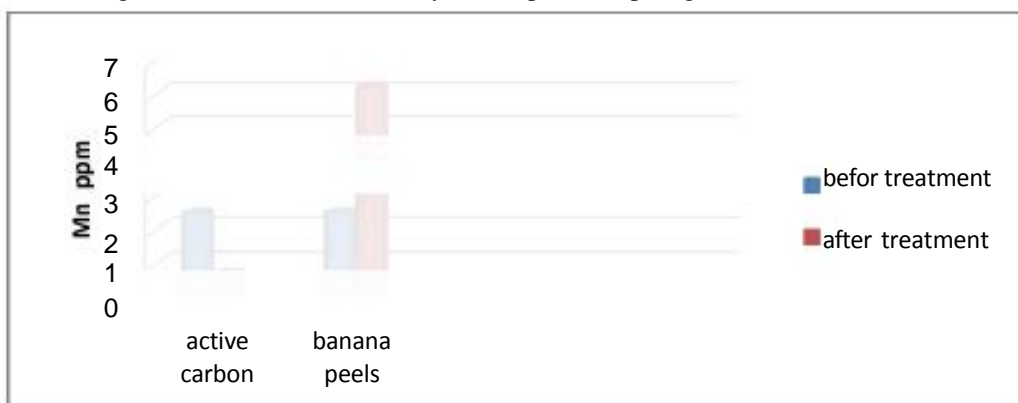 7
6
5
4
3
2
1
0
Mn ppm
active
carbon
banana
peels
befor treatment
after treatment